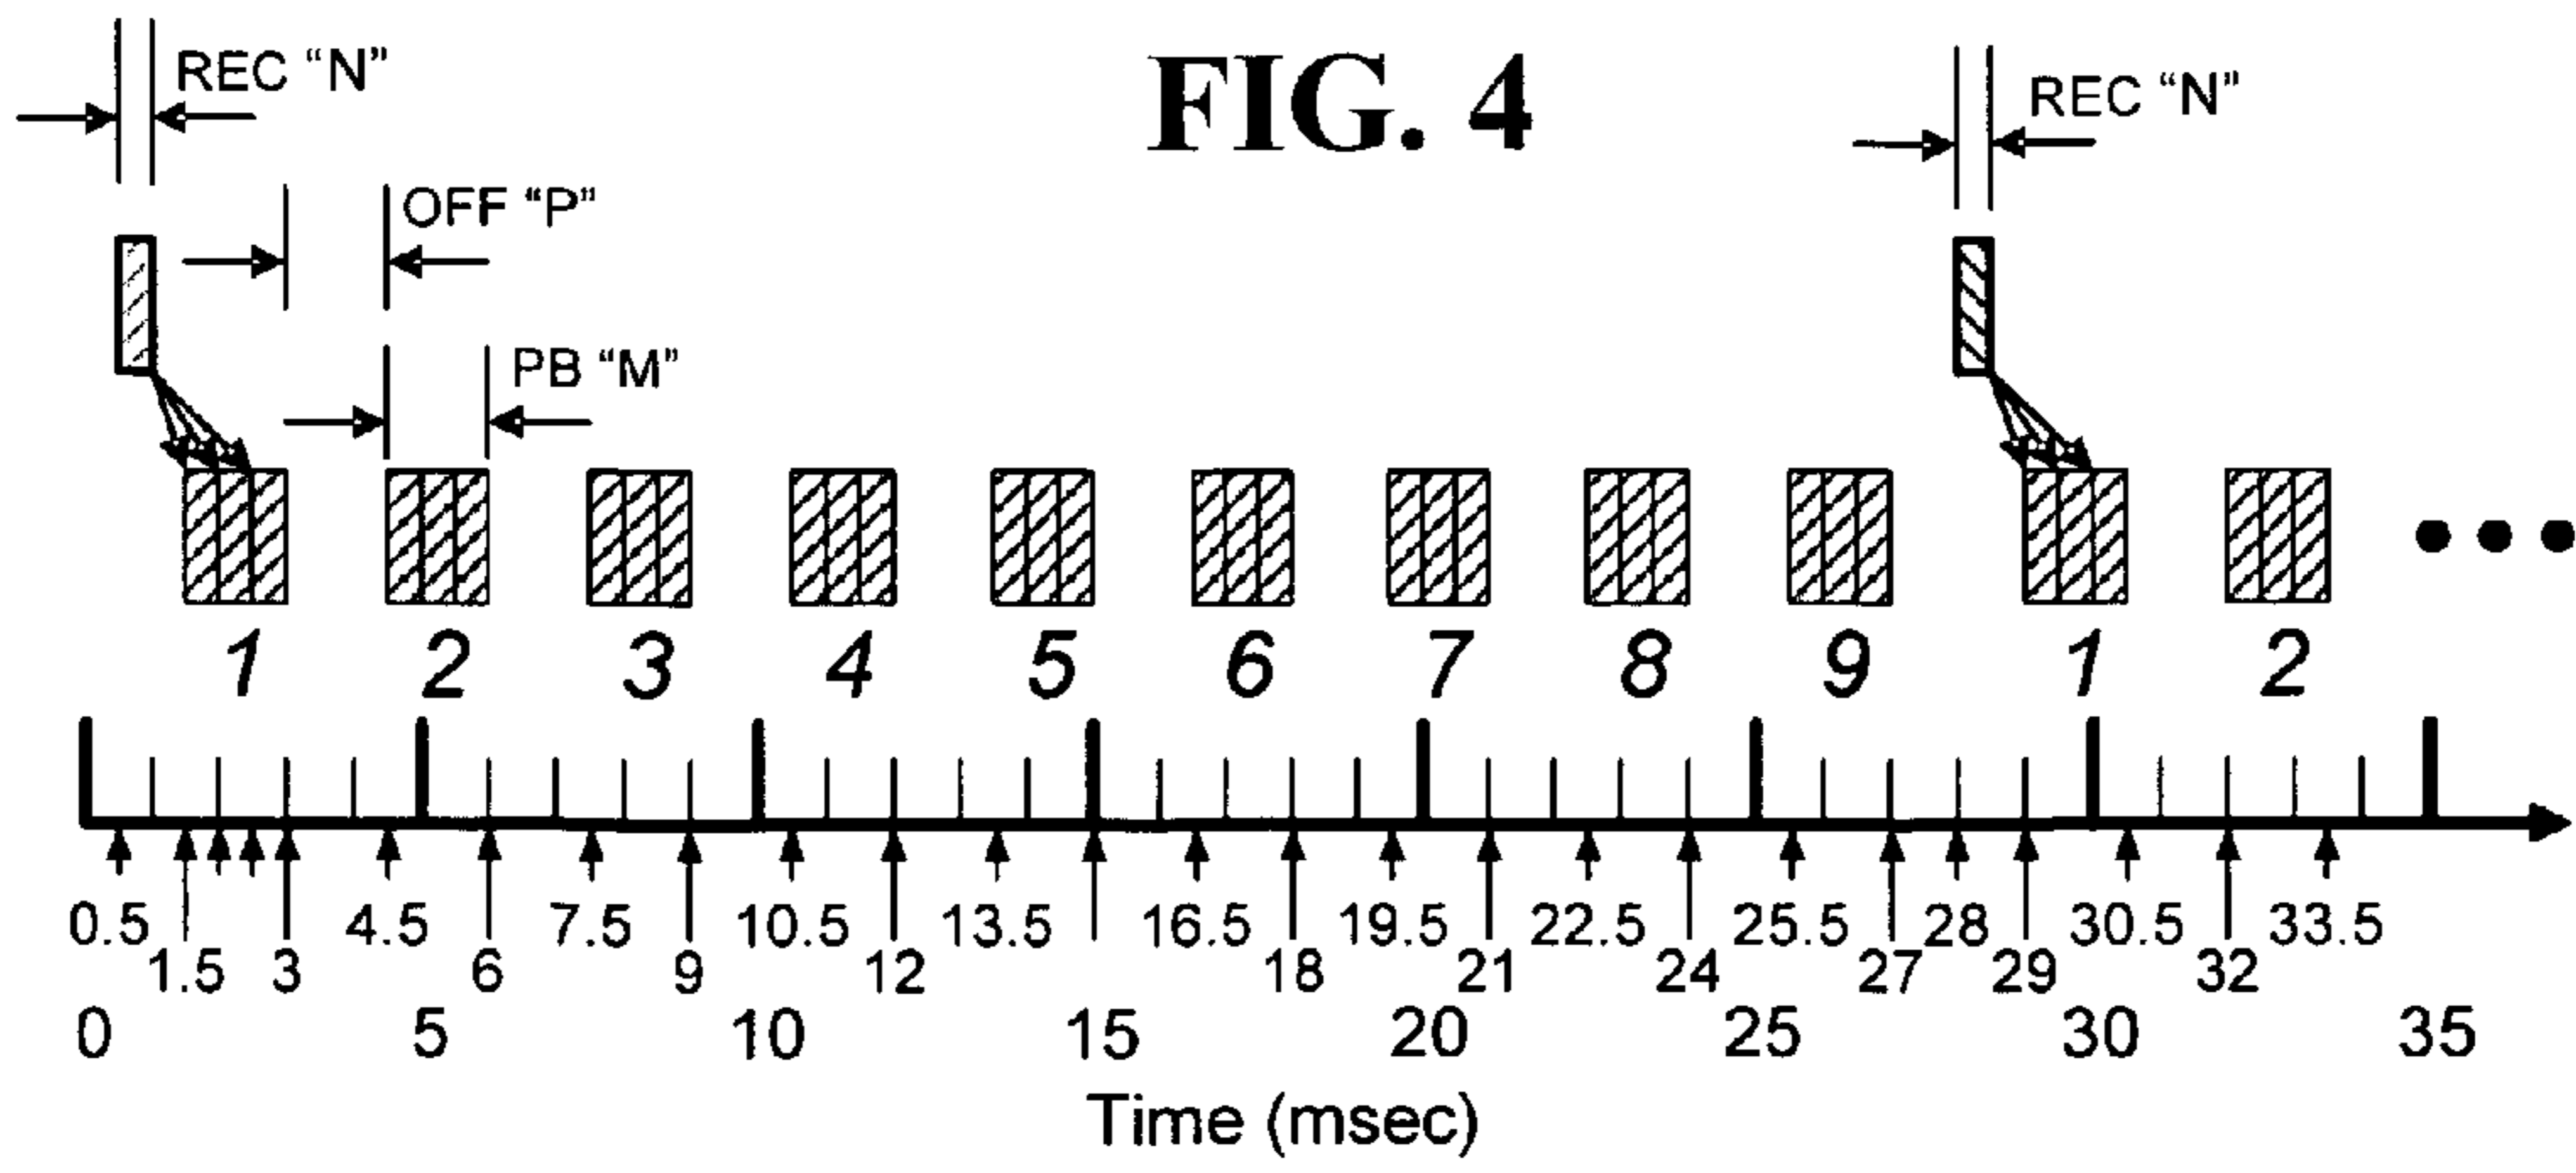 FIG. 4
REC “N”
REC “N”
OFF “P”
PB “M”
1 2 3 4 5 6 7 8 9 1 2
0.5 4.5 7.5 10.5 13.5 16.5 19.5 22.5 25.5 28 30.5 33.5
1.5 3 6 9 12 18 21 24 27 29 32
0 5 10 15 20 25 30 35
Time (msec)